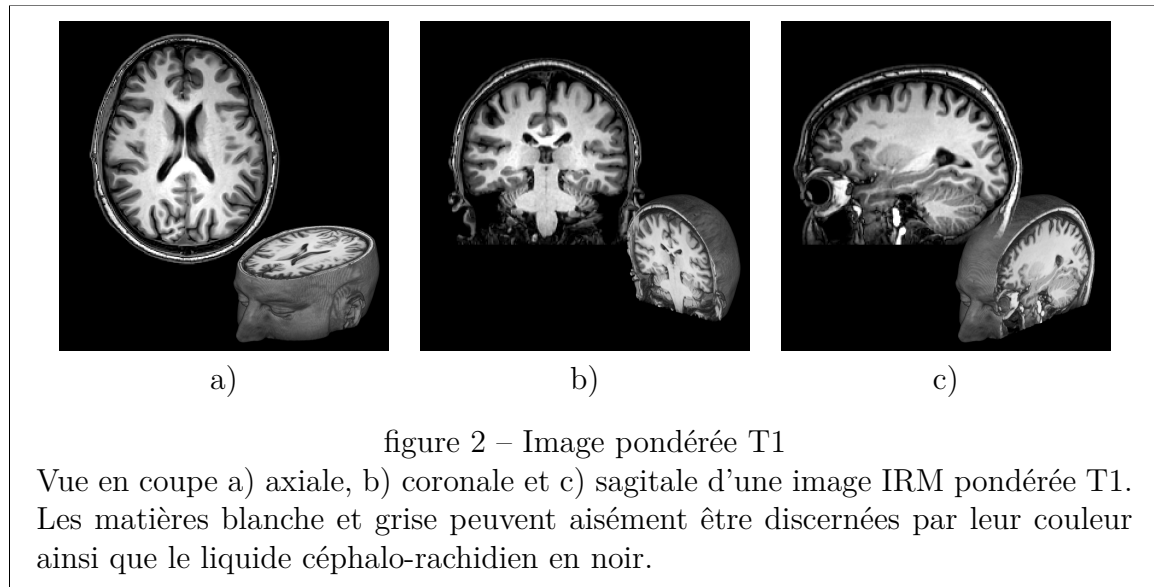 a)
b)
c)
figure 2 – Image pondérée T1
Vue en coupe a) axiale, b) coronale et c) sagitale d'une image IRM pondérée T1.
Les matières blanche et grise peuvent aisément être discernées par leur couleur
ainsi que le liquide céphalo-rachidien en noir.